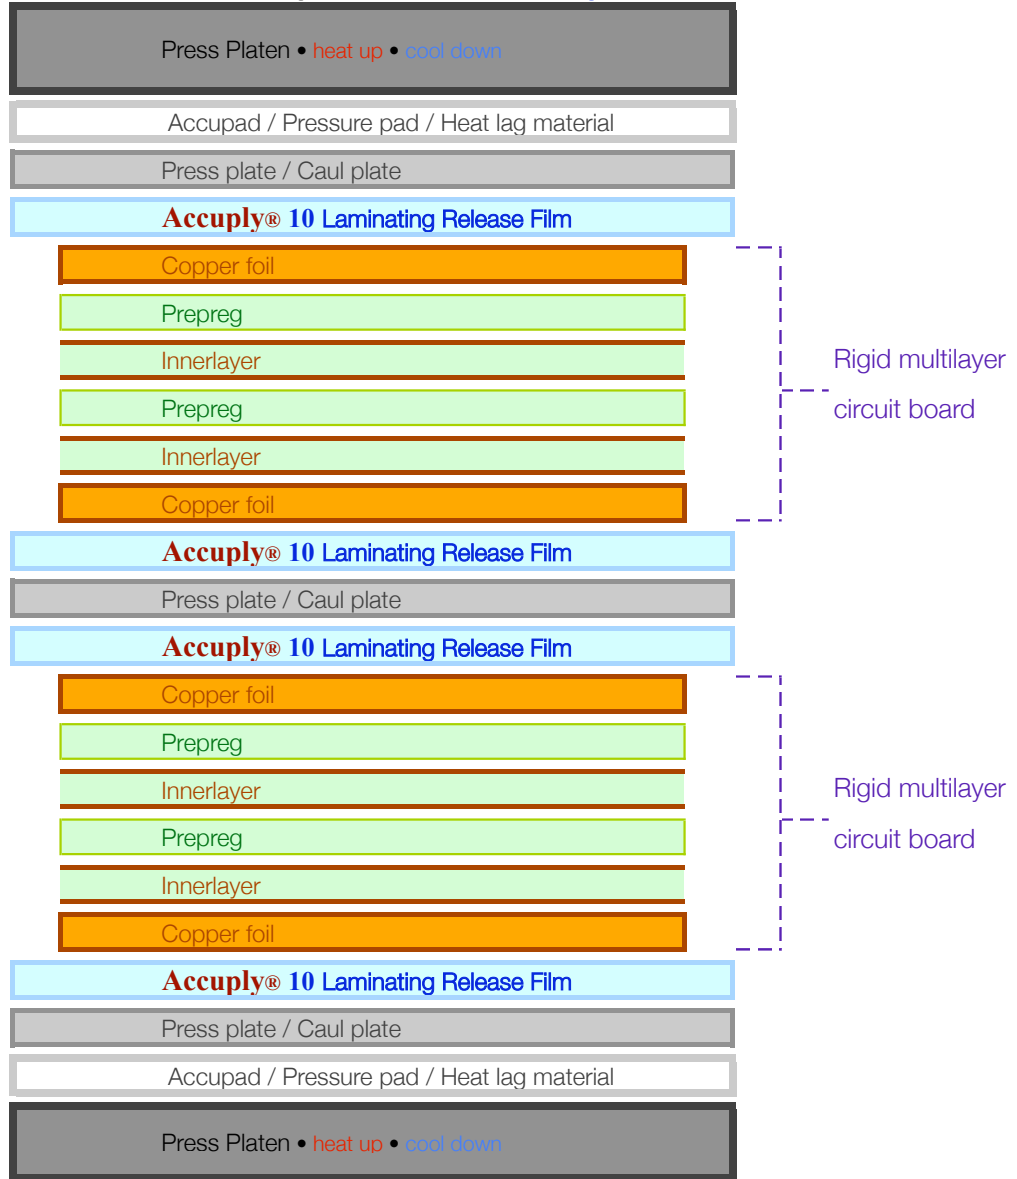 Press Platen • heat up • cool down
Accupad / Pressure pad / Heat lag material
Press plate / Caul plate
Accuply® 10 Laminating Release Film
Copper foil
Prepreg
Innerlayer
Prepreg
Innerlayer
Copper foil
Rigid multilayer
circuit board
Accuply® 10 Laminating Release Film
Press plate / Caul plate
Accuply® 10 Laminating Release Film
Copper foil
Prepreg
Innerlayer
Prepreg
Innerlayer
Copper foil
Rigid multilayer
circuit board
Accuply® 10 Laminating Release Film
Press plate / Caul plate
Accupad / Pressure pad / Heat lag material
Press Platen • heat up • cool down